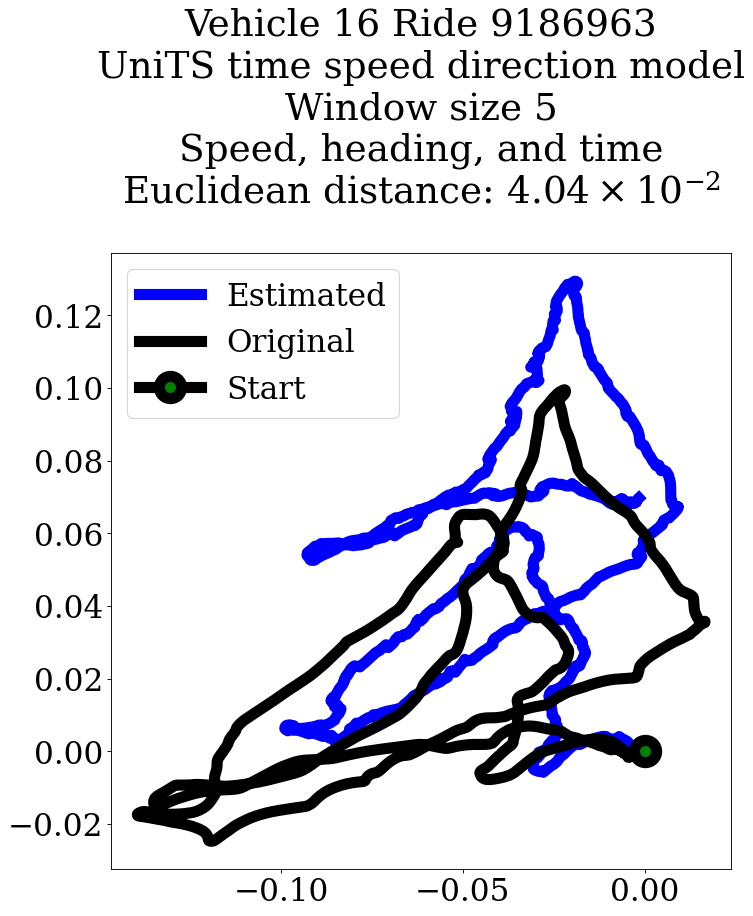 Vehicle 16 Ride 9186963
UniTS time speed direction model
Window size 5
Speed, heading, and time
Euclidean distance: 4.04 × 10⁻²
Estimated
Original
Start
0.12
0.10
0.08
0.06
0.04
0.02
0.00
−0.02
−0.10 −0.05 0.00